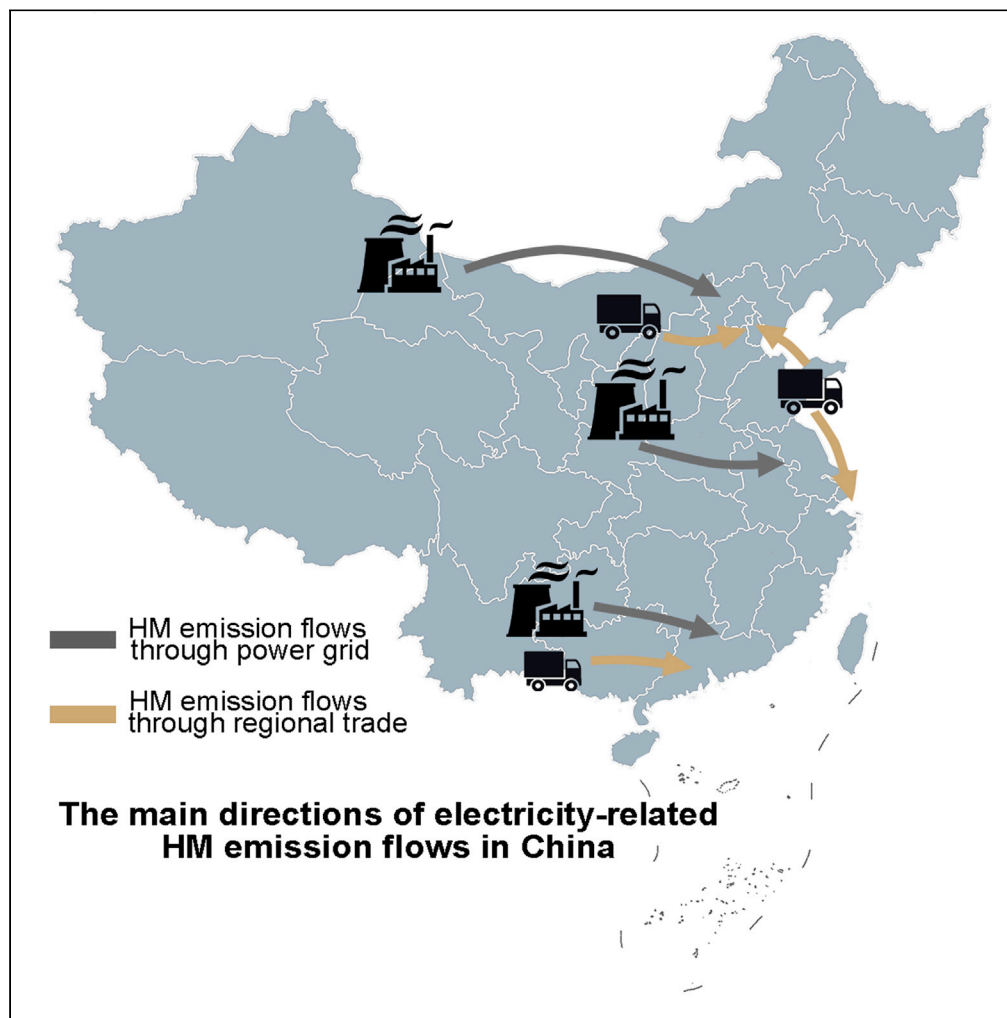 HM emission flows
through power grid
HM emission flows
through regional trade
The main directions of electricity-related
HM emission flows in China